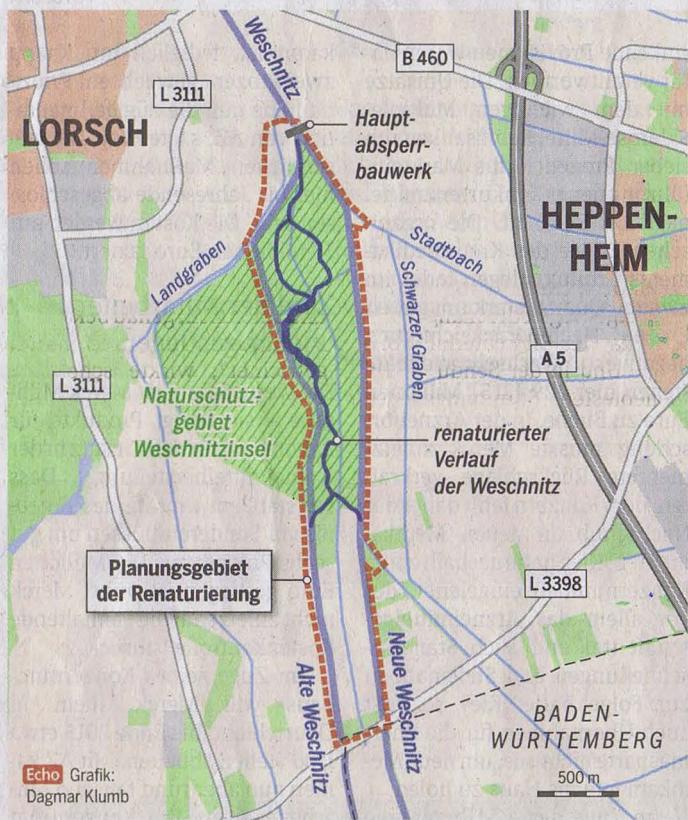 Weschnitz
B 460
L 3111
LORSCH
Haupt-
absperr-
bauwerk
HEPPEN-
HEIM
Stadtbach
Landgraben
Schwarzer Graben
A 5
L 3111
Naturschutz-
gebiet
Weschnitzinsel
renaturierter
Verlauf
der Weschnitz
Planungsgebiet
der Renaturierung
L 3398
Alte Weschnitz
Neue Weschnitz
BADEN-
WÜRTTEMBERG
Echo Grafik:
Dagmar Klumb
500 m